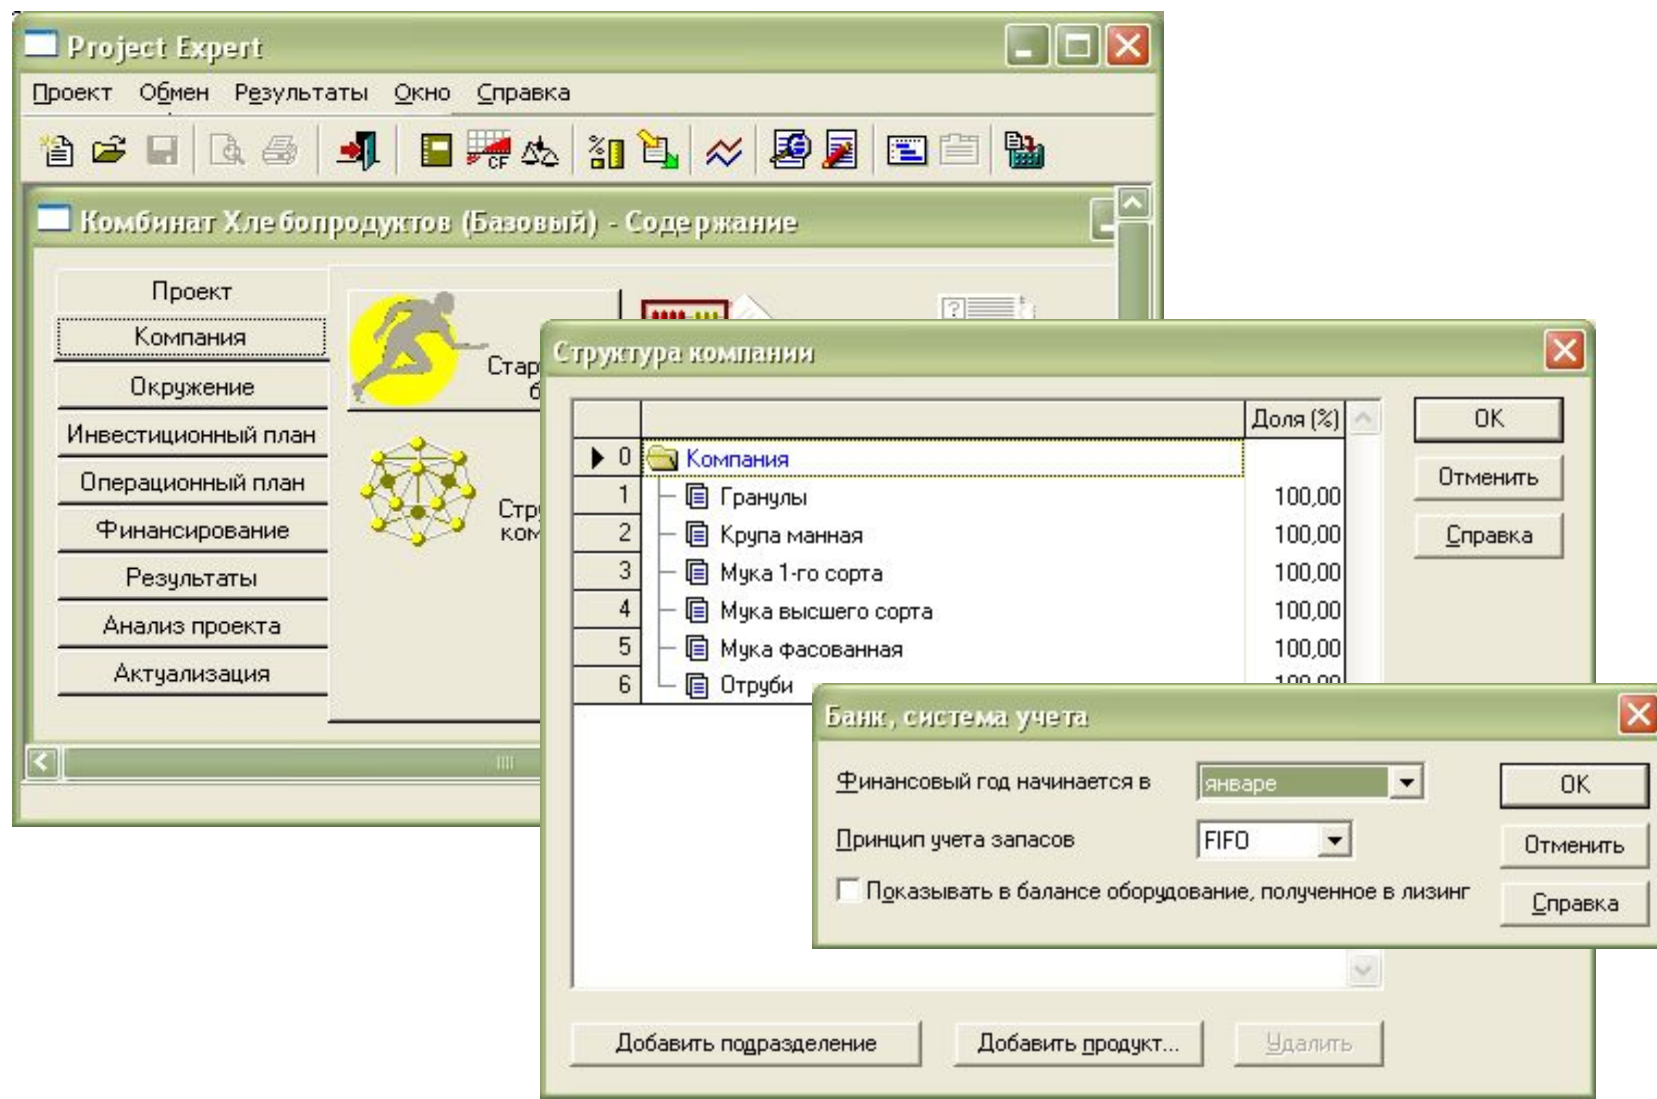 Project Expert
Проект Обмен Результаты Окно Справка
CF
Комбинат Хлебопродуктов (Базовый) - Содержание
Проект
Компания
Окружение
Инвестиционный план
Операционный план
Финансирование
Результаты
Анализ проекта
Актуализация
Стар
Стр
ком
Структура компании
Доля (%)
0 Компания
1 Гранулы 100,00
2 Крупа манная 100,00
3 Мука 1-го сорта 100,00
4 Мука высшего сорта 100,00
5 Мука фасованная 100,00
6 Отруби 100,00
OK
Отменить
Справка
Добавить подразделение
Добавить продукт...
Удалить
Банк, система учета
Финансовый год начинается в январе
Принцип учета запасов FIFO
Показывать в балансе оборудование, полученное в лизинг
OK
Отменить
Справка